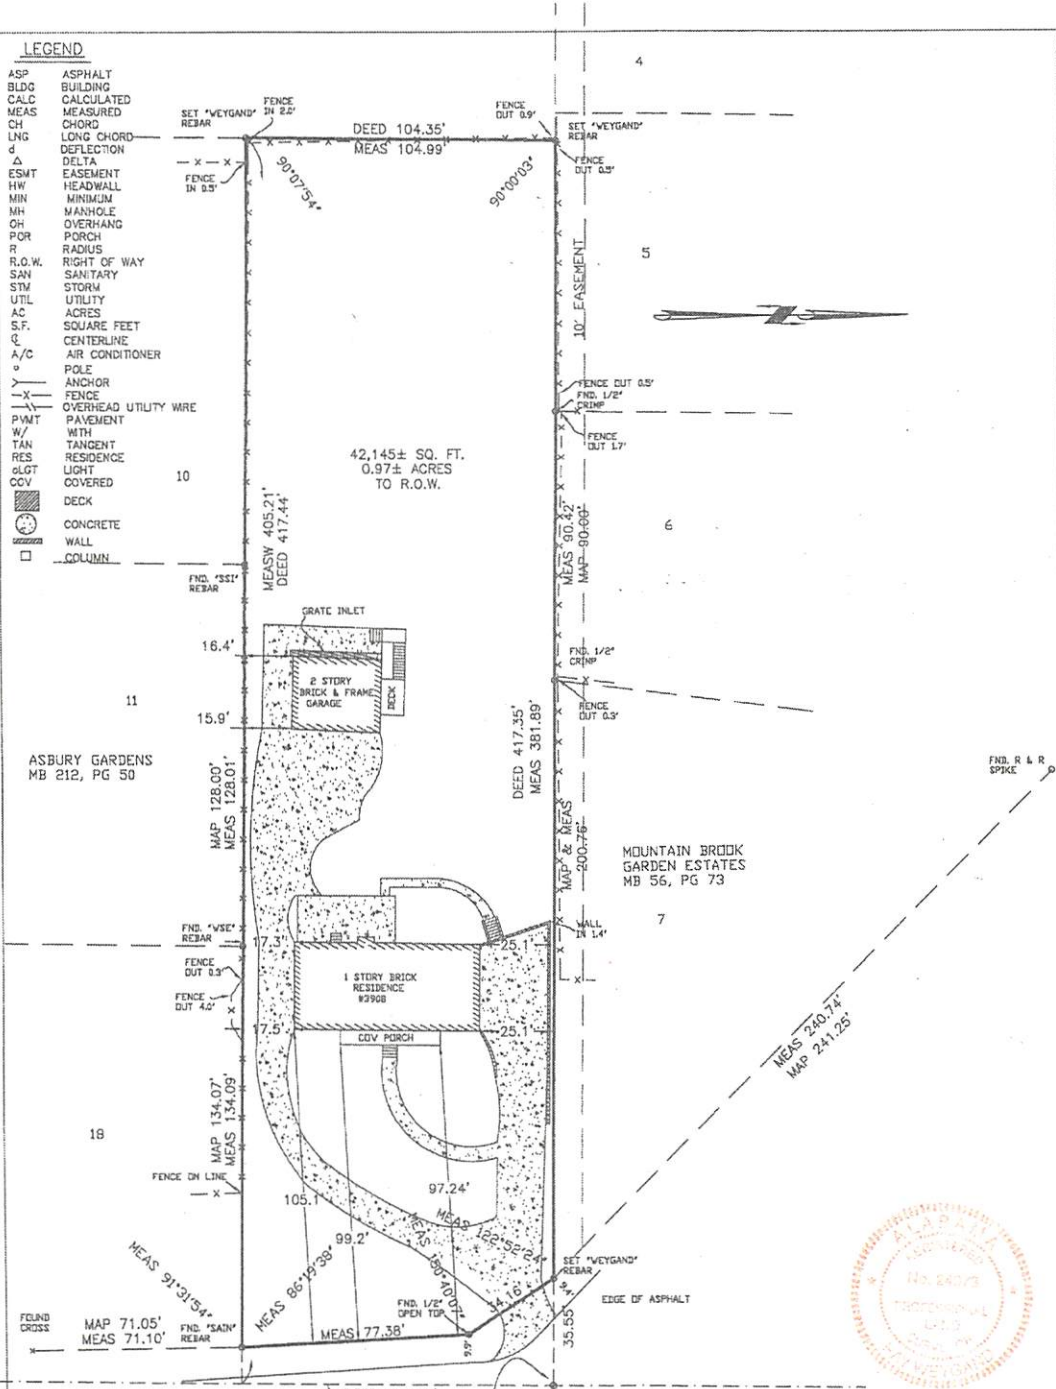 LEGEND
ASP ASPHALT
BLDG BUILDING
CALC CALCULATED
MEAS MEASURED
CH CHORD
LNG LONG CHORD
d DEFLECTION
Δ DELTA
ESMT EASEMENT
HW HEADWALL
MIN MINIMUM
MH MANHOLE
OH OVERHANG
POR PORCH
R RADIUS
R.O.W. RIGHT OF WAY
SAN SANITARY
STM STORM
UTIL UTILITY
AC ACRES
S.F. SQUARE FEET
℄ CENTERLINE
A/C AIR CONDITIONER
POLE
ANCHOR
—X— FENCE
OVERHEAD UTILITY WIRE
PVMT PAVEMENT
W/ WITH
TAN TANGENT
RES RESIDENCE
LGT LIGHT
COV COVERED
DECK
CONCRETE
WALL
COLUMN
4
SET "WEYGAND"
REBAR
FENCE
IN 2.0'
DEED 104.35'
MEAS 104.99'
FENCE
OUT 0.9'
SET "WEYGAND"
REBAR
FENCE
IN 0.5'
FENCE
OUT 0.5'
90°07'54"
90°00'03"
5
10' EASEMENT
FENCE OUT 0.5'
FND. 1/2"
CRIMP
FENCE
OUT 1.7'
42,145± SQ. FT.
0.97± ACRES
TO R.O.W.
10
MEASW 405.21'
DEED 417.44'
MEAS 90.42'
MAP 90.00'
6
FND. "SSI"
REBAR
GRATE INLET
16.4'
2 STORY
BRICK & FRAME
GARAGE
DECK
15.9'
FND. 1/2"
CRIMP
FENCE
OUT 0.3'
11
ASBURY GARDENS
MB 212, PG 50
MAP 128.00'
MEAS 128.01'
DEED 417.35'
MEAS 381.89'
FND. R & R
SPIKE
MAP & MEAS
200.76'
MOUNTAIN BROOK
GARDEN ESTATES
MB 56, PG 73
7
FND. "WSE"
REBAR
17.3'
25.1'
WALL
IN 1.4'
FENCE
OUT 0.3'
FENCE
OUT 4.0'
1 STORY BRICK
RESIDENCE
#3908
17.5'
25.1'
COV PORCH
MEAS 240.74'
MAP 241.25'
MAP 134.07'
MEAS 134.09'
18
FENCE ON LINE
105.1'
99.2'
97.24'
MEAS 122°52'24"
MEAS 150°40'07"
MEAS 86°19'38"
MEAS 91°31'54"
SET "WEYGAND"
REBAR
9.4'
34.16'
EDGE OF ASPHALT
35.55
FND. 1/2"
OPEN TOP
9.9'
FOUND
CROSS
MAP 71.05'
MEAS 71.10'
FND. "SAIN"
REBAR
MEAS 77.38'
ALABAMA
PROFESSIONAL
WEYGAND